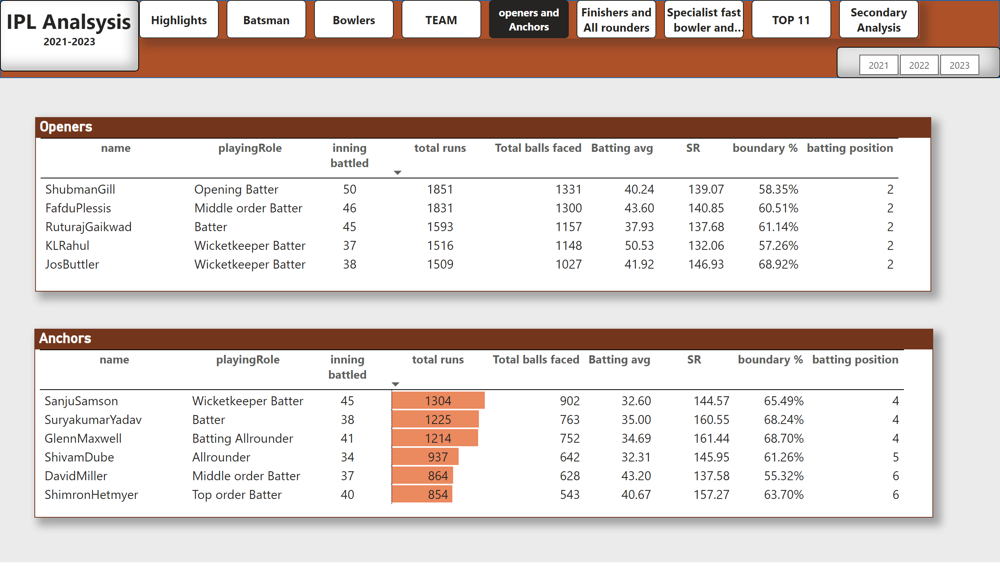 IPL Analsysis
2021-2023
Highlights
Batsman
Bowlers
TEAM
openers and
Anchors
Finishers and
All rounders
Specialist fast
bowler and...
TOP 11
Secondary
Analysis
2021 2022 2023
Openers
name playingRole inning battled total runs Total balls faced Batting avg SR boundary % batting position
ShubmanGill Opening Batter 50 1851 1331 40.24 139.07 58.35% 2
FafduPlessis Middle order Batter 46 1831 1300 43.60 140.85 60.51% 2
RuturajGaikwad Batter 45 1593 1157 37.93 137.68 61.14% 2
KLRahul Wicketkeeper Batter 37 1516 1148 50.53 132.06 57.26% 2
JosButtler Wicketkeeper Batter 38 1509 1027 41.92 146.93 68.92% 2
Anchors
name playingRole inning battled total runs Total balls faced Batting avg SR boundary % batting position
SanjuSamson Wicketkeeper Batter 45 1304 902 32.60 144.57 65.49% 4
SuryakumarYadav Batter 38 1225 763 35.00 160.55 68.24% 4
GlennMaxwell Batting Allrounder 41 1214 752 34.69 161.44 68.70% 4
ShivamDube Allrounder 34 937 642 32.31 145.95 61.26% 5
DavidMiller Middle order Batter 37 864 628 43.20 137.58 55.32% 6
ShimronHetmyer Top order Batter 40 854 543 40.67 157.27 63.70% 6